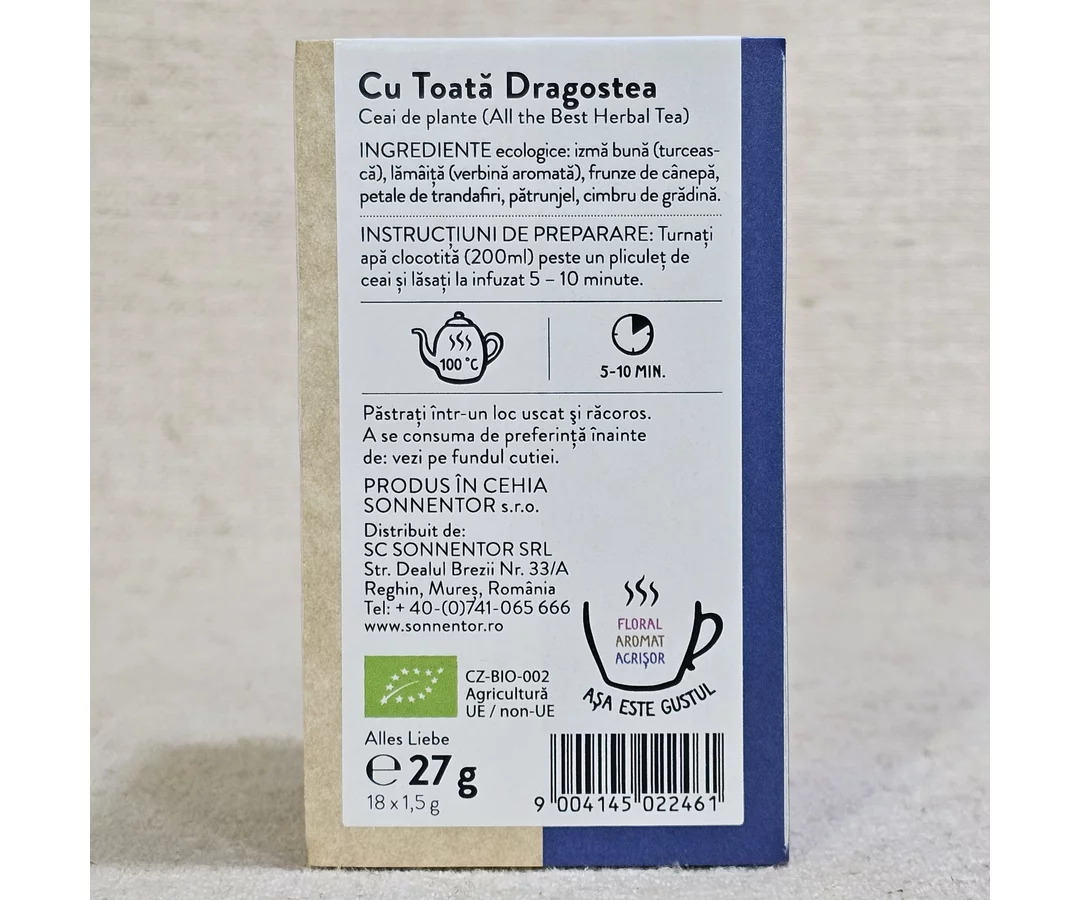 Cu Toată Dragostea
Ceai de plante (All the Best Herbal Tea)
INGREDIENTE ecologice: izmă bună (turceas-
că), lămâiță (verbină aromată), frunze de cânepă,
petale de trandafiri, pătrunjel, cimbru de grădină.
INSTRUCȚIUNI DE PREPARARE: Turnați
apă clocotită (200ml) peste un pliculeț de
ceai și lăsați la infuzat 5 – 10 minute.
100 °C
5-10 MIN.
Păstrați într-un loc uscat şi răcoros.
A se consuma de preferință înainte
de: vezi pe fundul cutiei.
PRODUS ÎN CEHIA
SONNENTOR s.r.o.
Distribuit de:
SC SONNENTOR SRL
Str. Dealul Brezii Nr. 33/A
Reghin, Mureș, România
Tel: + 40-(0)741-065 666
www.sonnentor.ro
FLORAL
AROMAT
ACRIȘOR
AȘA ESTE GUSTUL
CZ-BIO-002
Agricultură
UE / non-UE
Alles Liebe
℮ 27 g
18 x 1,5 g
9 004145 022461